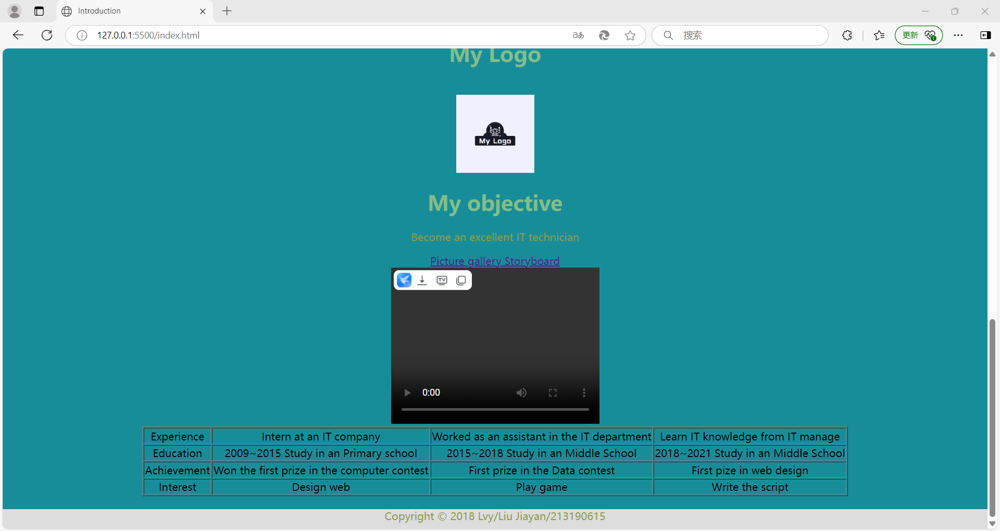 Introduction
127.0.0.1:5500/index.html
aあ
搜索
更新
My Logo
My Logo
My objective
Become an excellent IT technician
Picture gallery Storyboard
TV
0:00
Experience Intern at an IT company Worked as an assistant in the IT department Learn IT knowledge from IT manage
Education 2009~2015 Study in an Primary school 2015~2018 Study in an Middle School 2018~2021 Study in an Middle School
Achievement Won the first prize in the computer contest First prize in the Data contest First pize in web design
Interest Design web Play game Write the script
Copyright © 2018 Lvy/Liu Jiayan/213190615